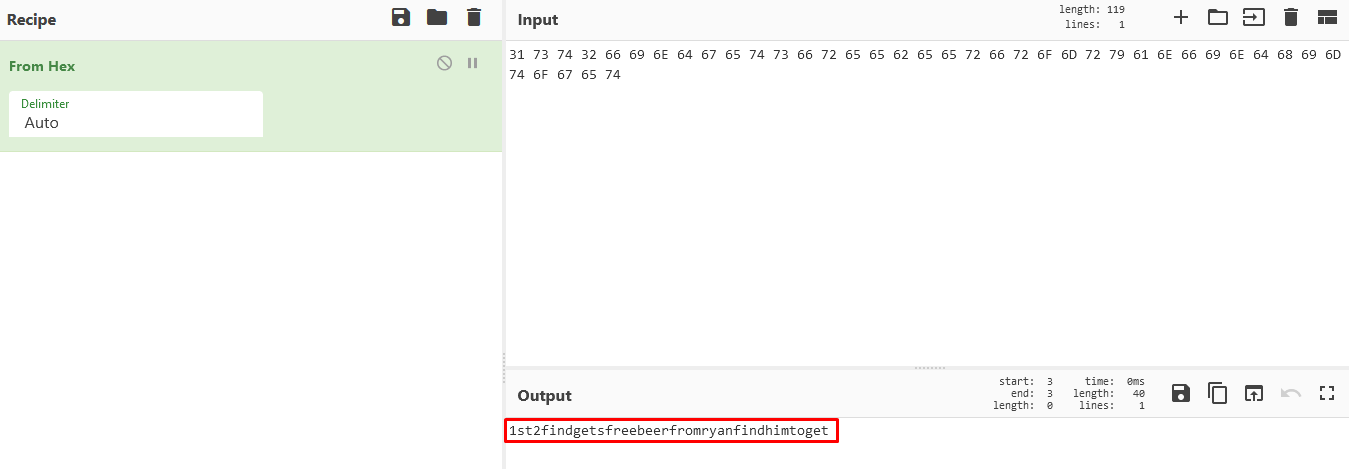 Recipe
From Hex
Delimiter
Auto
Input
length: 119
lines: 1
31 73 74 32 66 69 6E 64 67 65 74 73 66 72 65 65 62 65 65 72 66 72 6F 6D 72 79 61 6E 66 69 6E 64 68 69 6D
74 6F 67 65 74
Output
start: 3 time: 0ms
end: 3 length: 40
length: 0 lines: 1
1st2findgetsfreebeerfromryanfindhimtoget